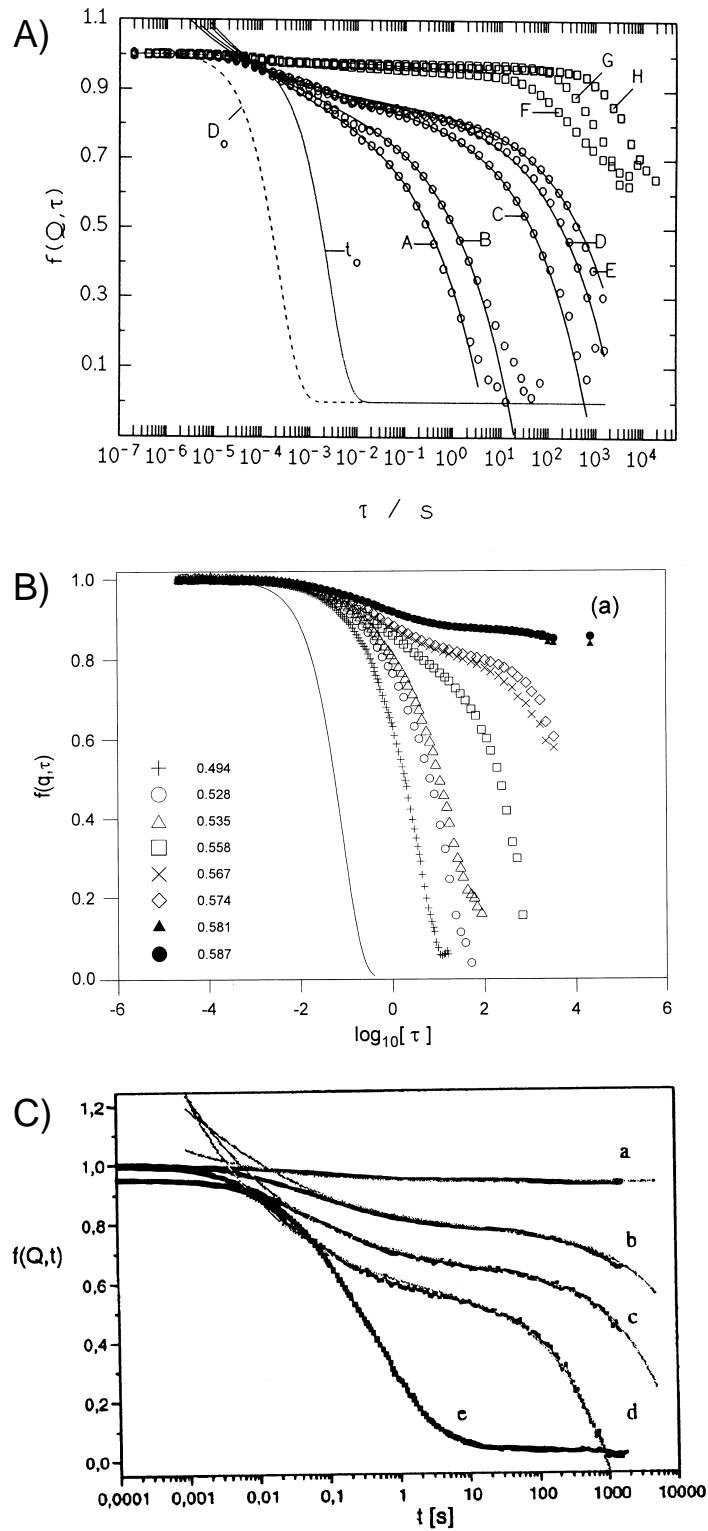 A)
1.1
0.9
0.7
0.5
0.3
0.1
f(Q,τ)
D
o
t
o
A
B
C
D
E
F
G
H
10⁻⁷ 10⁻⁶ 10⁻⁵ 10⁻⁴ 10⁻³ 10⁻² 10⁻¹ 10⁰ 10¹ 10² 10³ 10⁴
τ / s
B)
(a)
1.0
0.8
0.6
0.4
0.2
0.0
f(q,τ)
0.494
0.528
0.535
0.558
0.567
0.574
0.581
0.587
-6 -4 -2 0 2 4 6
log₁₀[ τ ]
C)
1,2
1,0
0,8
0,6
0,4
0,2
0,0
f(Q,t)
a
b
c
d
e
0,0001 0,001 0,01 0,1 1 10 100 1000 10000
t [s]